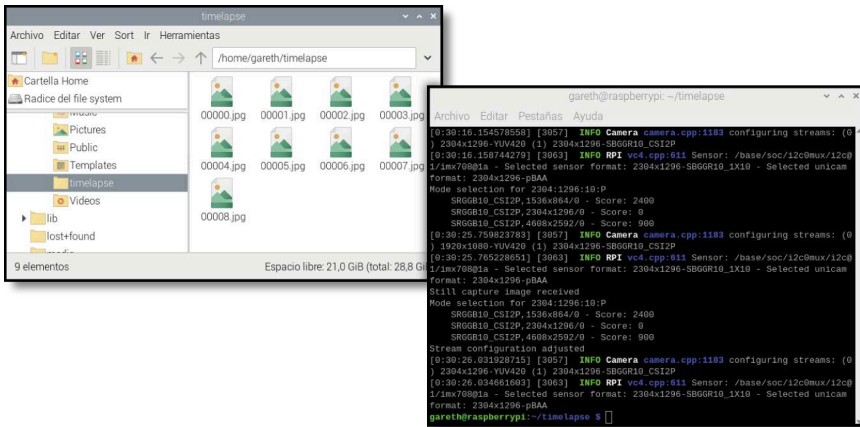 timelapse
Archivo Editar Ver Sort Ir Herramientas
/home/gareth/timelapse
Cartella Home
Radice del file system
Music
Pictures
Public
Templates
timelapse
Videos
lib
lost+found
media
00000.jpg 00001.jpg 00002.jpg 00003.jpg
00004.jpg 00005.jpg 00006.jpg 00007.jpg
00008.jpg
9 elementos Espacio libre: 21,0 GiB (total: 28,8 Gi
gareth@raspberrypi: ~/timelapse
Archivo Editar Pestañas Ayuda
[0:30:16.154578558] [3057] INFO Camera camera.cpp:1183 configuring streams: (0
) 2304x1296-YUV420 (1) 2304x1296-SBGGR10_CSI2P
[0:30:16.158744279] [3063] INFO RPI vc4.cpp:611 Sensor: /base/soc/i2c0mux/i2c@
1/imx708@1a - Selected sensor format: 2304x1296-SBGGR10_1X10 - Selected unicam
format: 2304x1296-pBAA
Mode selection for 2304:1296:10:P
SRGGB10_CSI2P,1536x864/0 - Score: 2400
SRGGB10_CSI2P,2304x1296/0 - Score: 0
SRGGB10_CSI2P,4608x2592/0 - Score: 900
[0:30:25.759823783] [3057] INFO Camera camera.cpp:1183 configuring streams: (0
) 1920x1080-YUV420 (1) 2304x1296-SBGGR10_CSI2P
[0:30:25.765228651] [3063] INFO RPI vc4.cpp:611 Sensor: /base/soc/i2c0mux/i2c@
1/imx708@1a - Selected sensor format: 2304x1296-SBGGR10_1X10 - Selected unicam
format: 2304x1296-pBAA
Still capture image received
Mode selection for 2304:1296:10:P
SRGGB10_CSI2P,1536x864/0 - Score: 2400
SRGGB10_CSI2P,2304x1296/0 - Score: 0
SRGGB10_CSI2P,4608x2592/0 - Score: 900
Stream configuration adjusted
[0:30:26.031928715] [3057] INFO Camera camera.cpp:1183 configuring streams: (0
) 2304x1296-YUV420 (1) 2304x1296-SBGGR10_CSI2P
[0:30:26.034661603] [3063] INFO RPI vc4.cpp:611 Sensor: /base/soc/i2c0mux/i2c@
1/imx708@1a - Selected sensor format: 2304x1296-SBGGR10_1X10 - Selected unicam
format: 2304x1296-pBAA
gareth@raspberrypi:~/timelapse $